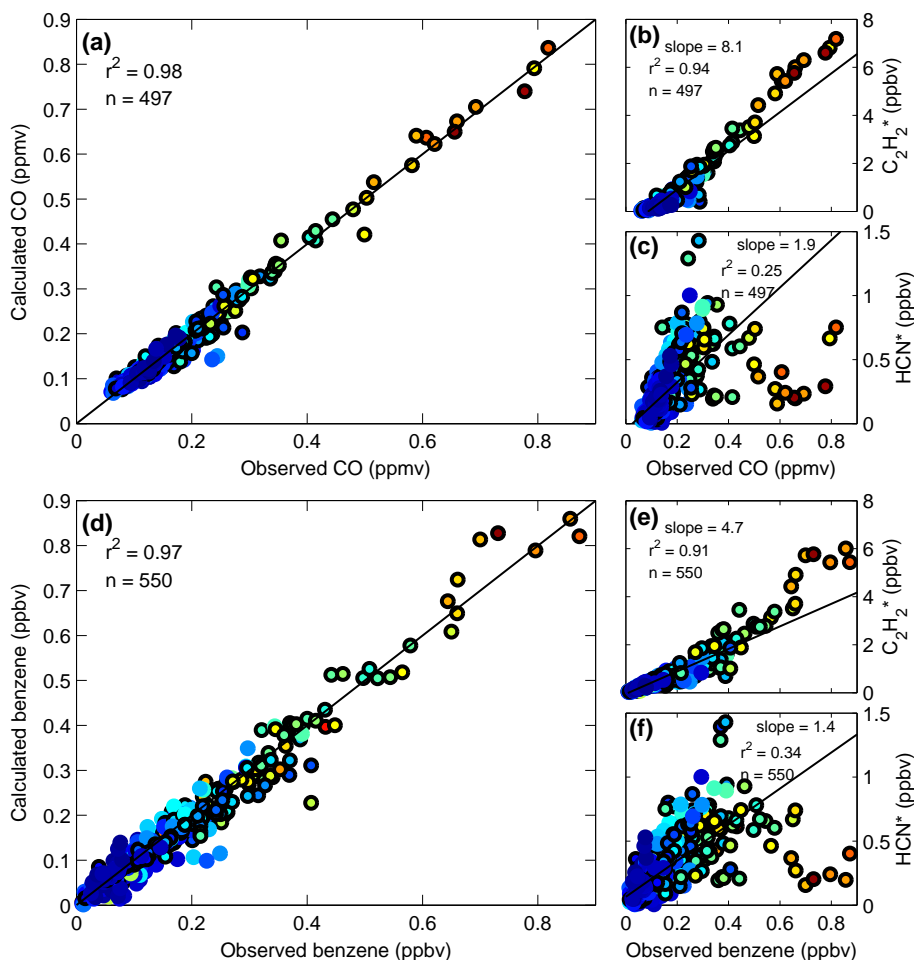 (a)
r² = 0.98
n = 497
0.9
0.8
0.7
0.6
0.5
0.4
0.3
0.2
0.1
0
Calculated CO (ppmv)
0 0.2 0.4 0.6 0.8
Observed CO (ppmv)
(b)
slope = 8.1
r² = 0.94
n = 497
8
6
4
2
0
C₂H₂* (ppbv)
(c)
slope = 1.9
r² = 0.25
n = 497
1.5
1
0.5
0
HCN* (ppbv)
0 0.2 0.4 0.6 0.8
Observed CO (ppmv)
(d)
r² = 0.97
n = 550
0.9
0.8
0.7
0.6
0.5
0.4
0.3
0.2
0.1
0
Calculated benzene (ppbv)
0 0.2 0.4 0.6 0.8
Observed benzene (ppbv)
(e)
slope = 4.7
r² = 0.91
n = 550
8
6
4
2
0
C₂H₂* (ppbv)
(f)
slope = 1.4
r² = 0.34
n = 550
1.5
1
0.5
0
HCN* (ppbv)
0 0.2 0.4 0.6 0.8
Observed benzene (ppbv)